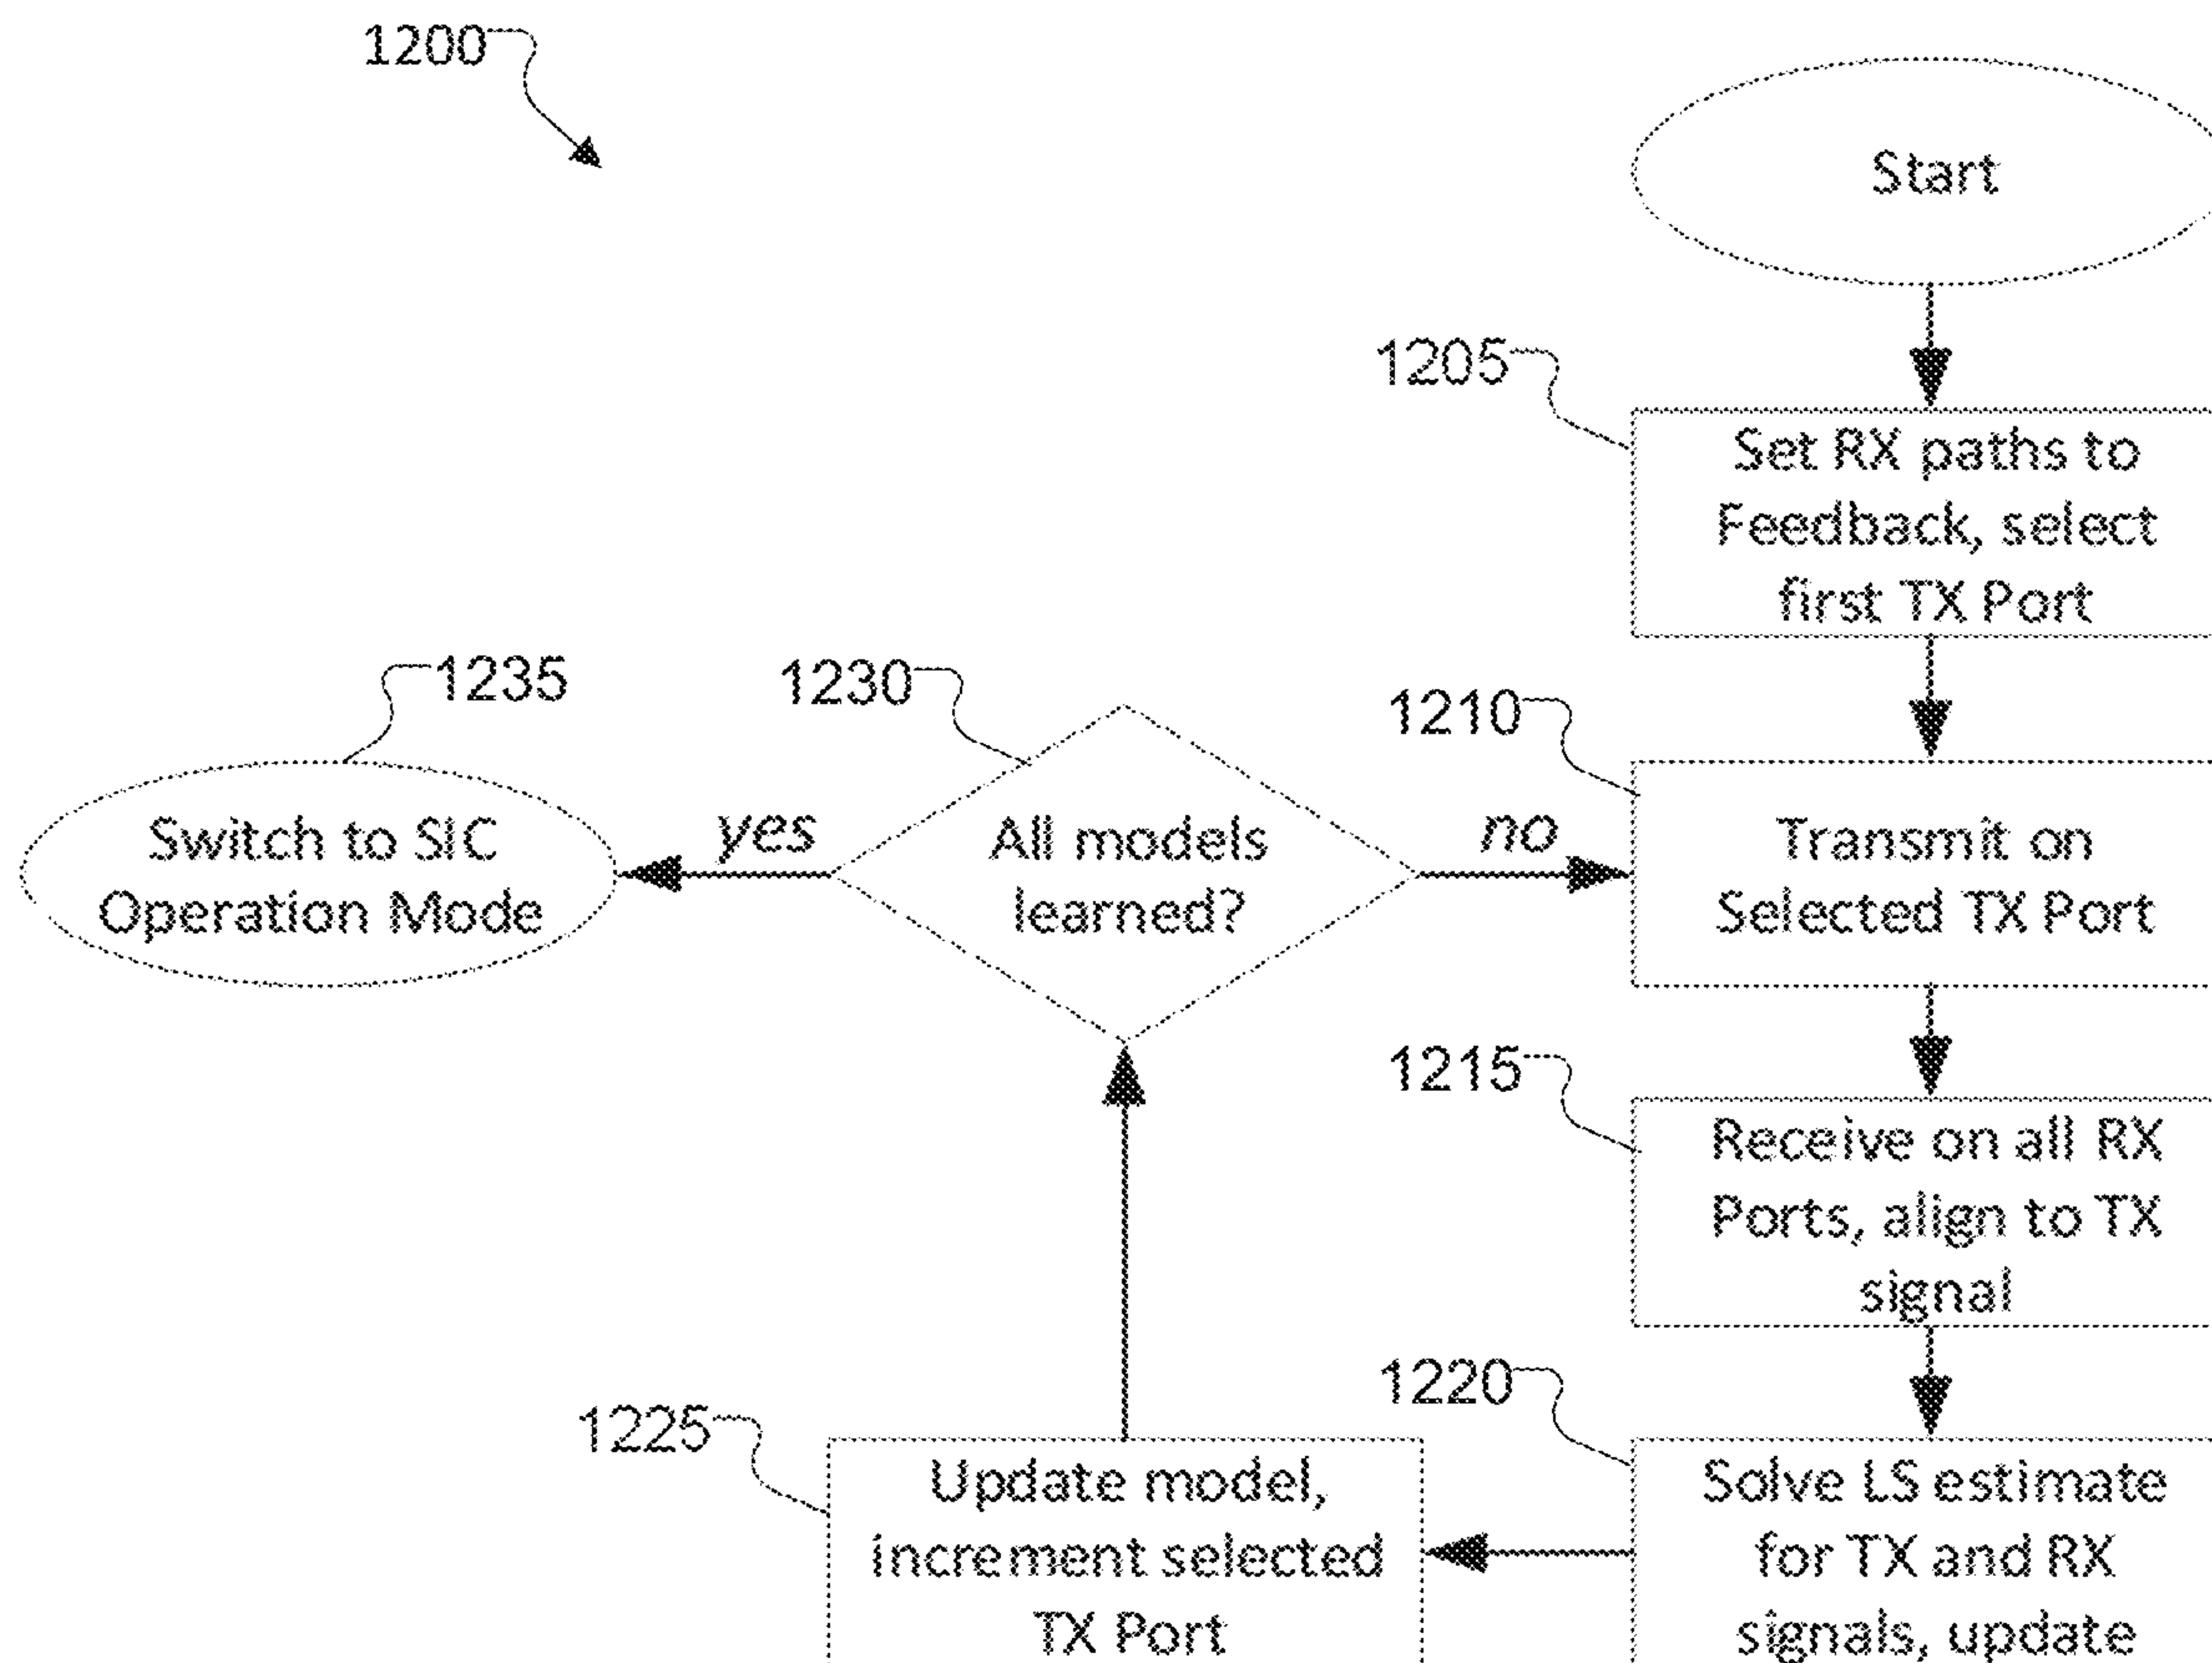 1200
Start
1205
Set RX paths to
Feedback, select
first TX Port
1210
Transmit on
Selected TX Port
1215
Receive on all RX
Ports, align to TX
signal
1220
Solve LS estimate
for TX and RX
signals, update
1225
Update model,
increment selected
TX Port
1230
All models
learned?
no
yes
1235
Switch to SIC
Operation Mode